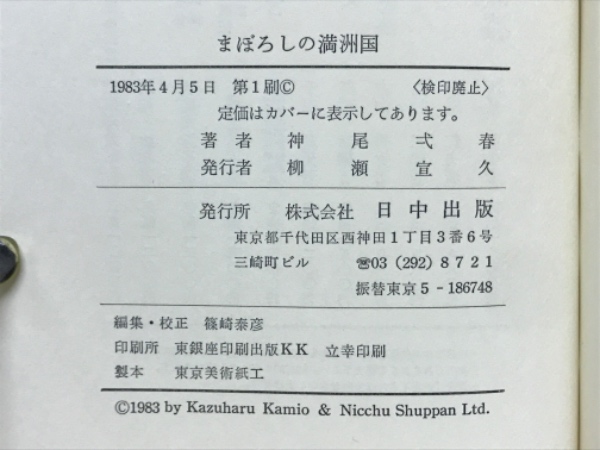 まぼろしの満洲国
1983年4月5日 第1刷© 〈検印廃止〉
定価はカバーに表示してあります。
著者 神尾弌春
発行者 柳瀬宣久
発行所 株式会社 日中出版
東京都千代田区西神田1丁目3番6号
三崎町ビル ☎03(292)8721
振替東京5-186748
編集・校正 篠崎泰彦
印刷所 東銀座印刷出版KK 立幸印刷
製本 東京美術紙工
©1983 by Kazuharu Kamio & Nicchu Shuppan Ltd.